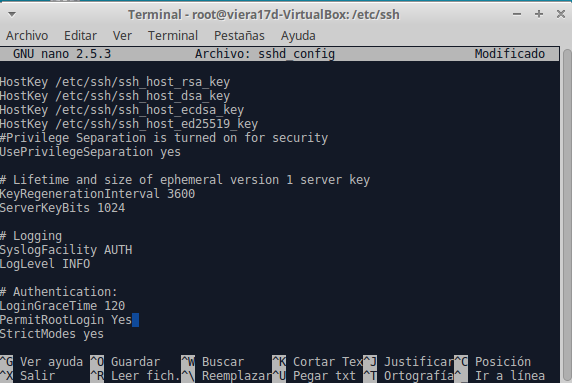 Terminal - root@viera17d-VirtualBox: /etc/ssh
Archivo Editar Ver Terminal Pestañas Ayuda
GNU nano 2.5.3 Archivo: sshd_config Modificado
HostKey /etc/ssh/ssh_host_rsa_key
HostKey /etc/ssh/ssh_host_dsa_key
HostKey /etc/ssh/ssh_host_ecdsa_key
HostKey /etc/ssh/ssh_host_ed25519_key
#Privilege Separation is turned on for security
UsePrivilegeSeparation yes
# Lifetime and size of ephemeral version 1 server key
KeyRegenerationInterval 3600
ServerKeyBits 1024
# Logging
SyslogFacility AUTH
LogLevel INFO
# Authentication:
LoginGraceTime 120
PermitRootLogin Yes
StrictModes yes
^G Ver ayuda ^O Guardar ^W Buscar ^K Cortar Tex^J Justificar^C Posición
^X Salir ^R Leer fich.^\ Reemplazar^U Pegar txt ^T Ortografía^_ Ir a línea